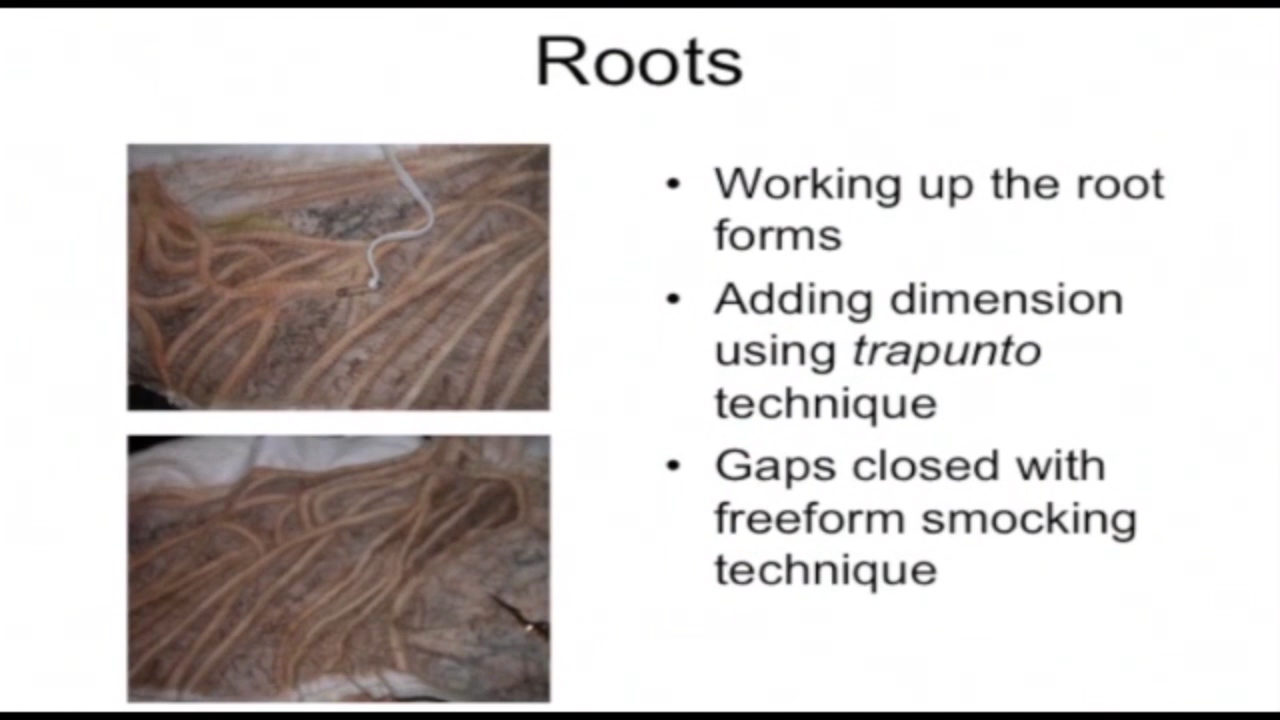 Roots
• Working up the root
forms
• Adding dimension
using trapunto
technique
• Gaps closed with
freeform smocking
technique